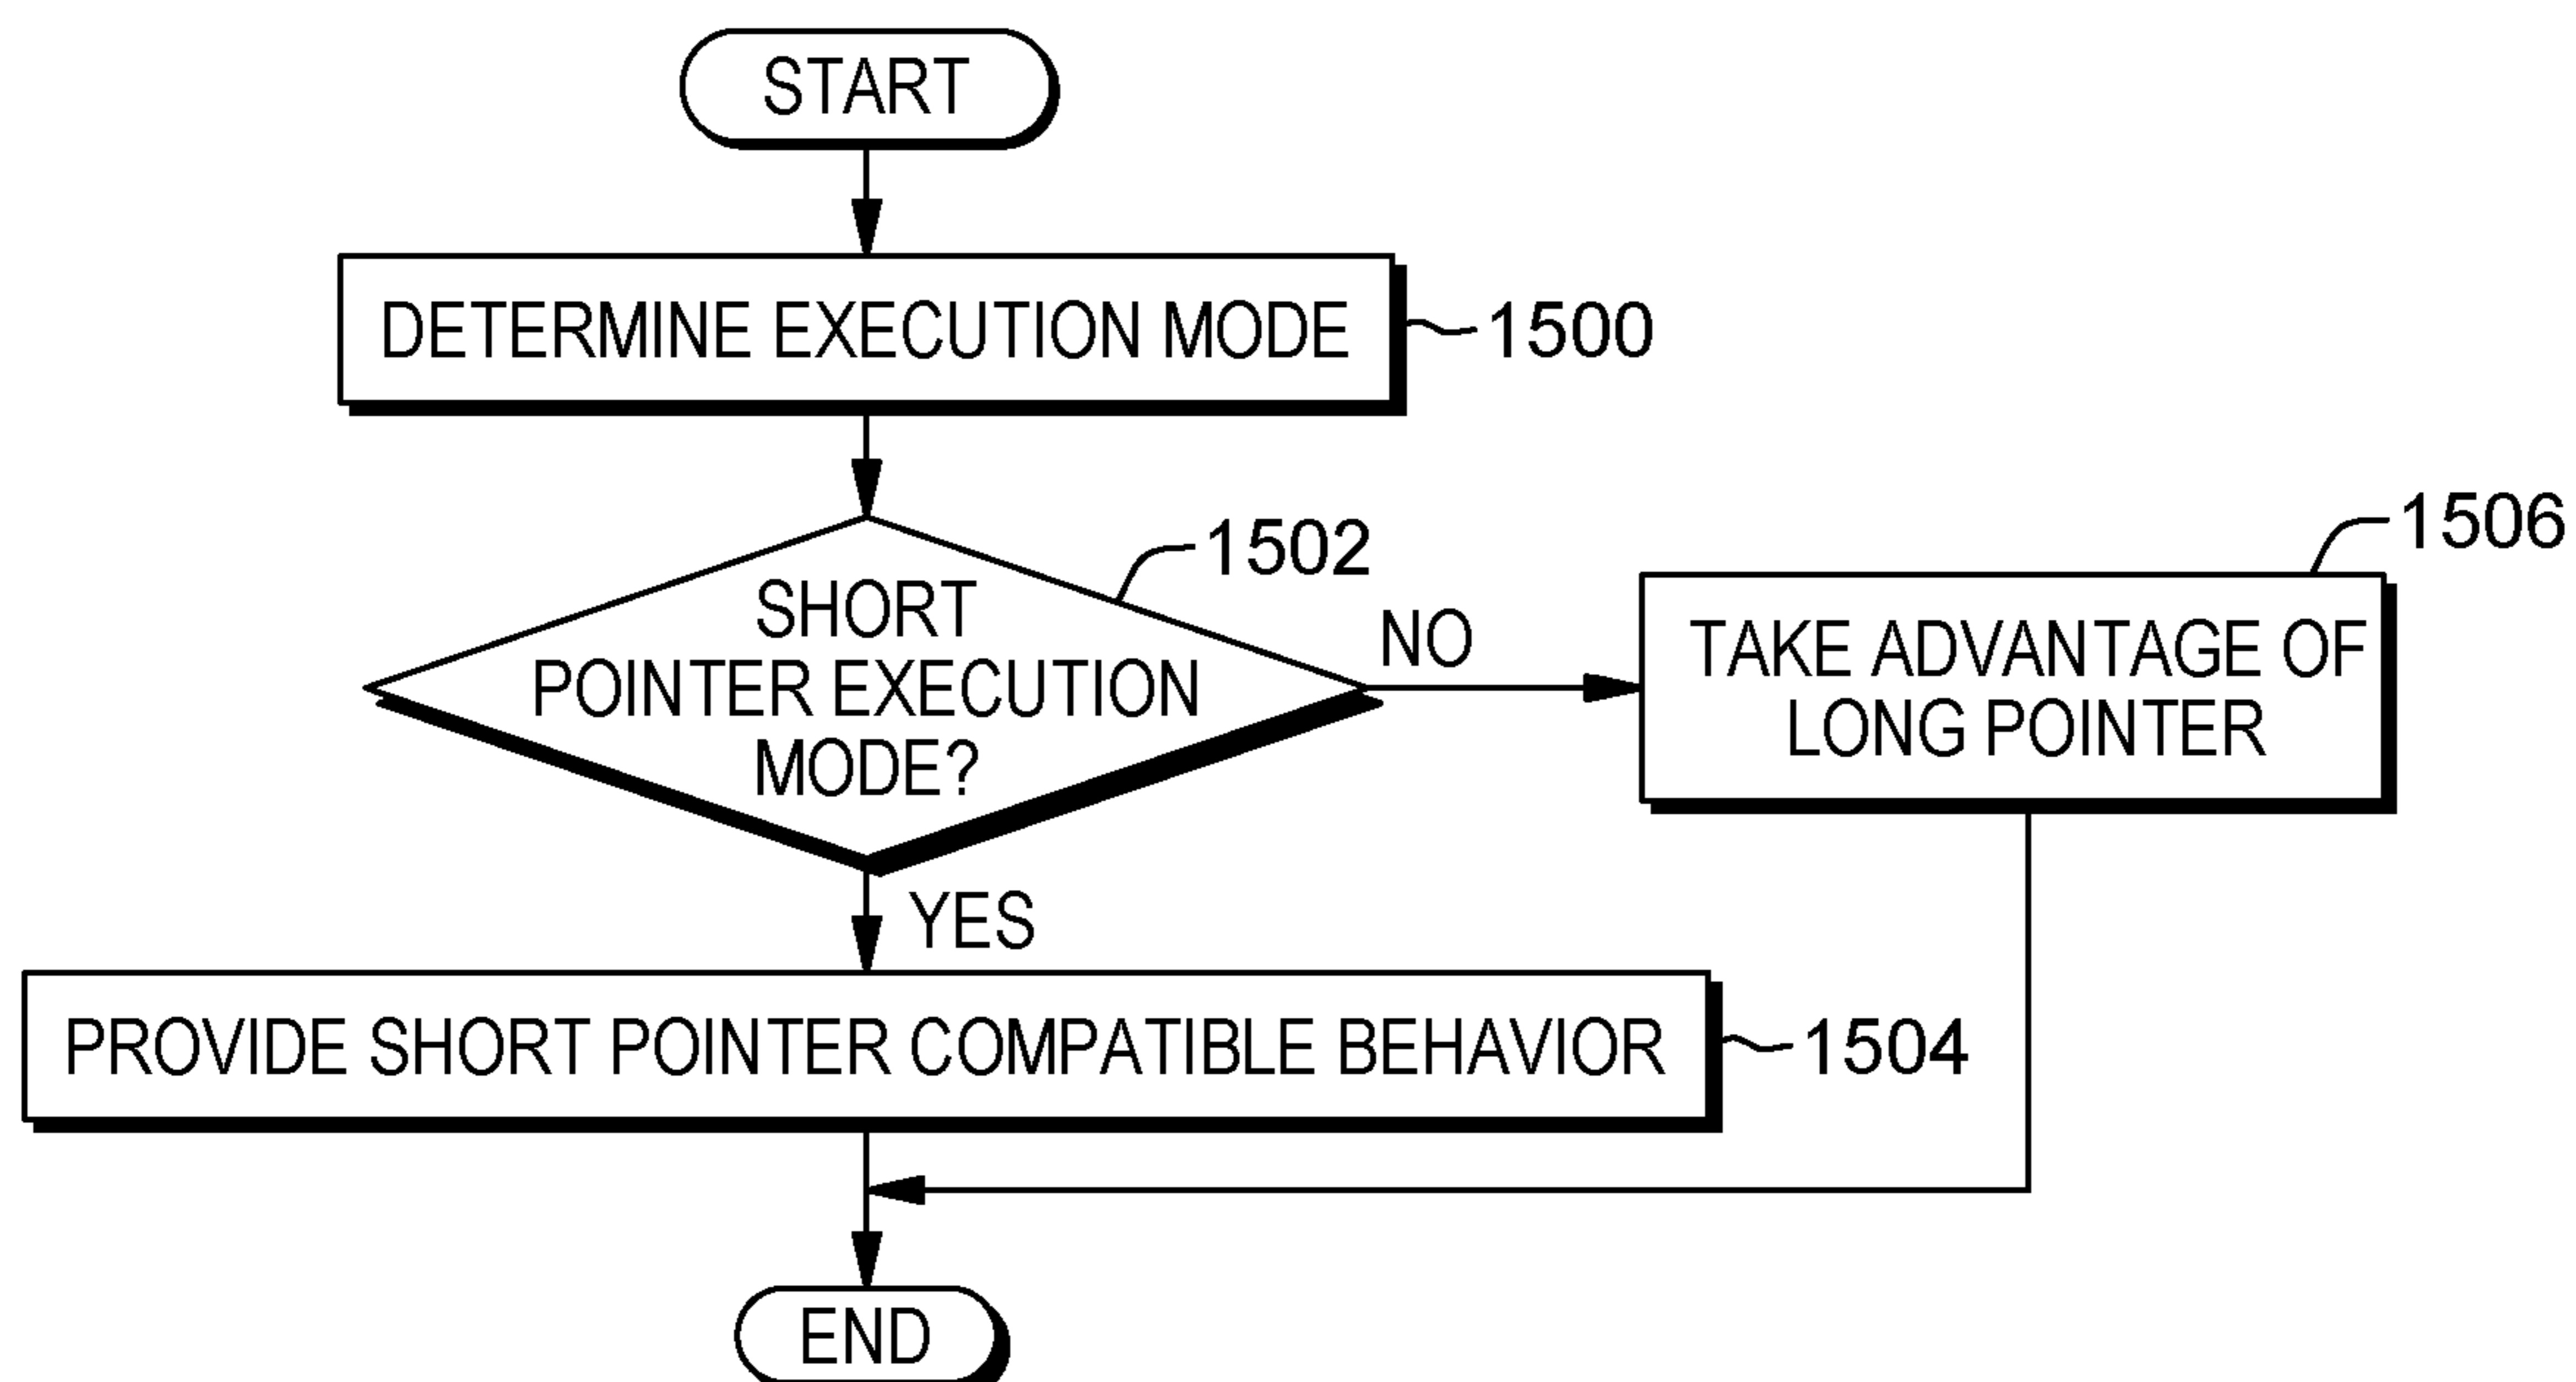 START
DETERMINE EXECUTION MODE
1500
1502
SHORT
POINTER EXECUTION
MODE?
NO
1506
TAKE ADVANTAGE OF
LONG POINTER
YES
PROVIDE SHORT POINTER COMPATIBLE BEHAVIOR
1504
END